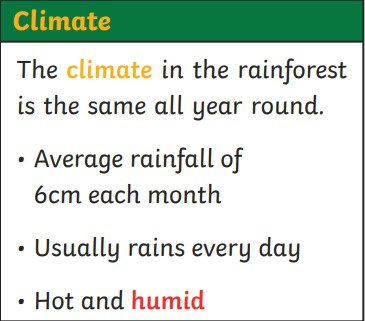 Climate
The climate in the rainforest
is the same all year round.
• Average rainfall of
6cm each month
• Usually rains every day
• Hot and humid